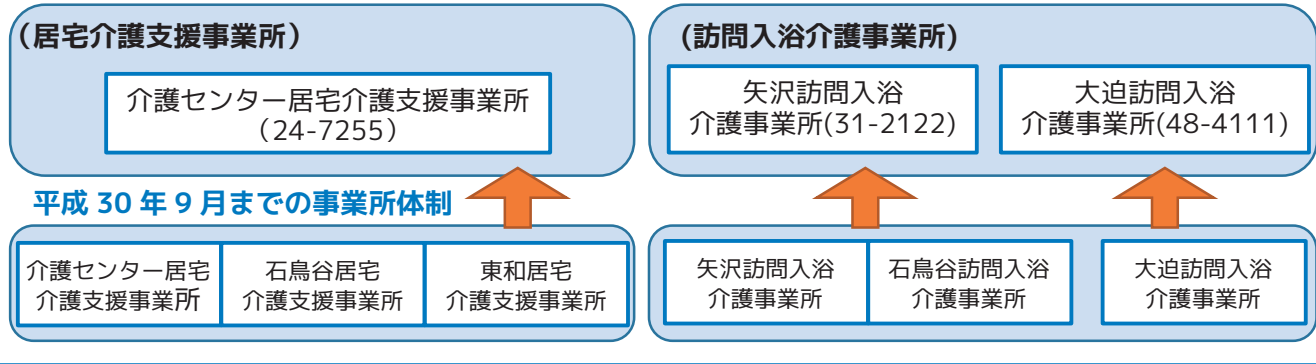 （居宅介護支援事業所）
介護センター居宅介護支援事業所
（24-7255）
(訪問入浴介護事業所)
矢沢訪問入浴
介護事業所(31-2122)
大迫訪問入浴
介護事業所(48-4111)
平成 30 年 9 月までの事業所体制
介護センター居宅
介護支援事業所
石鳥谷居宅
介護支援事業所
東和居宅
介護支援事業所
矢沢訪問入浴
介護事業所
石鳥谷訪問入浴
介護事業所
大迫訪問入浴
介護事業所